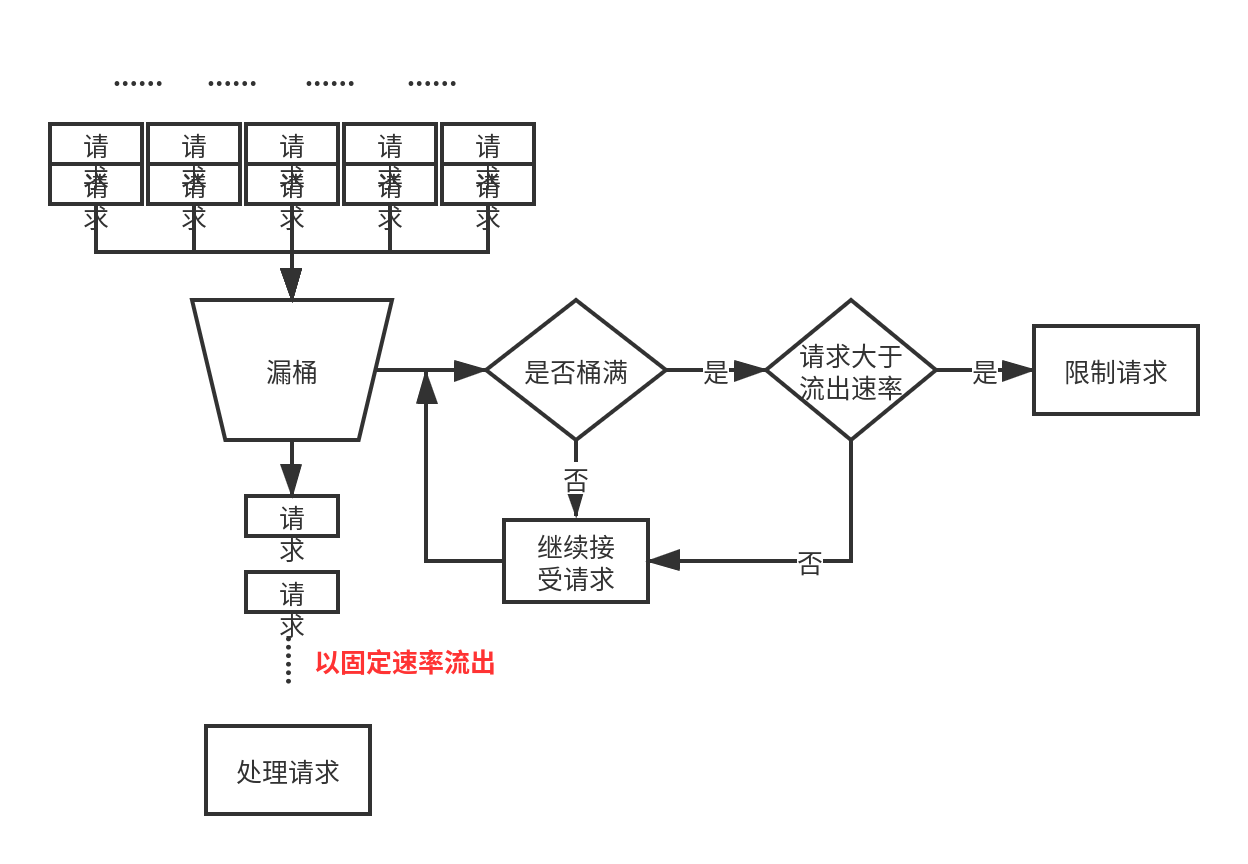 ...... ...... ...... ......
请 请 请 请 请
求 求 求 求 求
请 请 请 请 请
求 求 求 求 求
漏桶
是否桶满
是
请求大于
流出速率
是
限制请求
否
请
求
继续接
受请求
否
请
求
以固定速率流出
处理请求